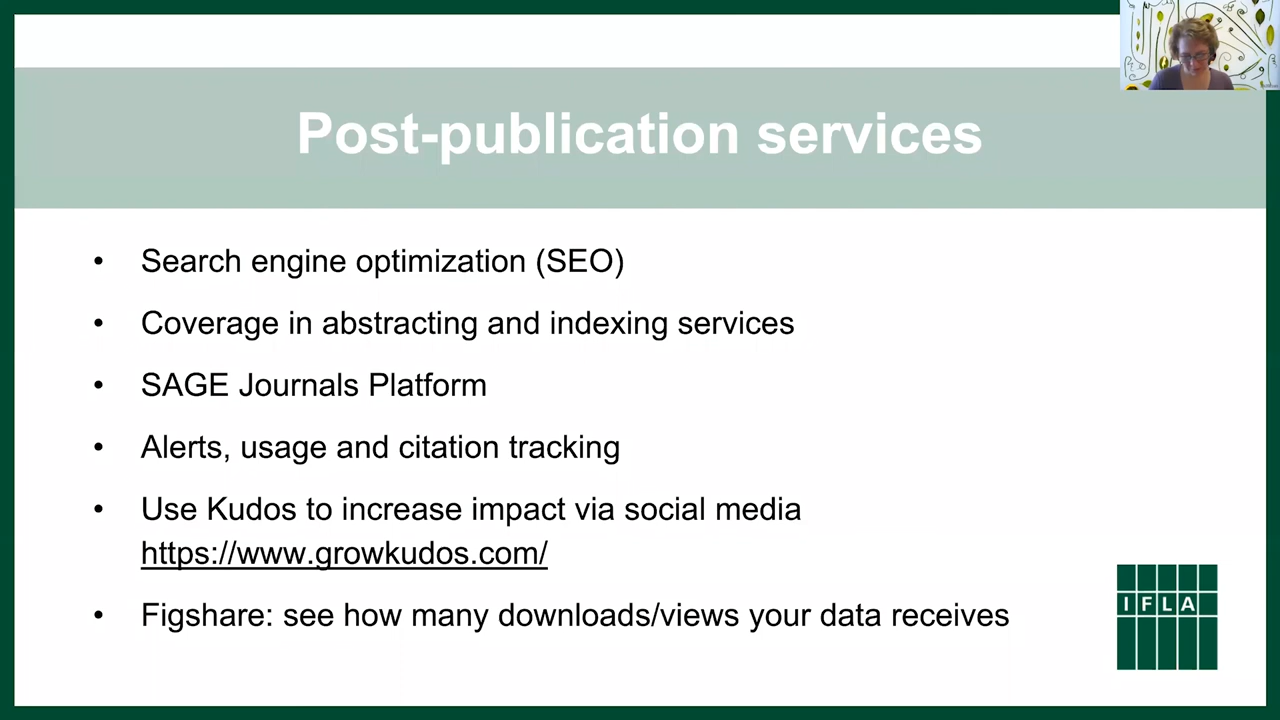 Post-publication services
• Search engine optimization (SEO)
• Coverage in abstracting and indexing services
• SAGE Journals Platform
• Alerts, usage and citation tracking
• Use Kudos to increase impact via social media
https://www.growkudos.com/
• Figshare: see how many downloads/views your data receives
IFLA